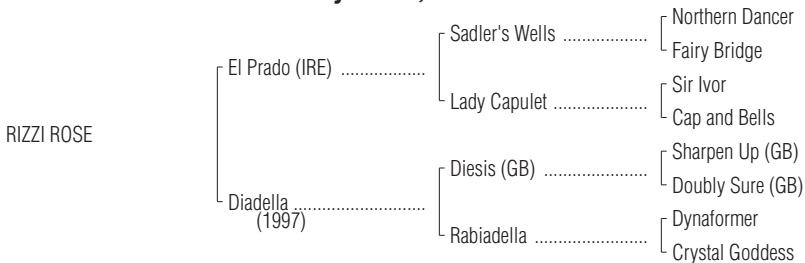 Northern Dancer
Sadler's Wells ..................
Fairy Bridge
El Prado (IRE) ..................
Sir Ivor
Lady Capulet ....................
Cap and Bells
RIZZI ROSE
Sharpen Up (GB)
Diesis (GB) ......................
Doubly Sure (GB)
Diadella ............................
(1997)
Dynaformer
Rabiadella ........................
Crystal Goddess